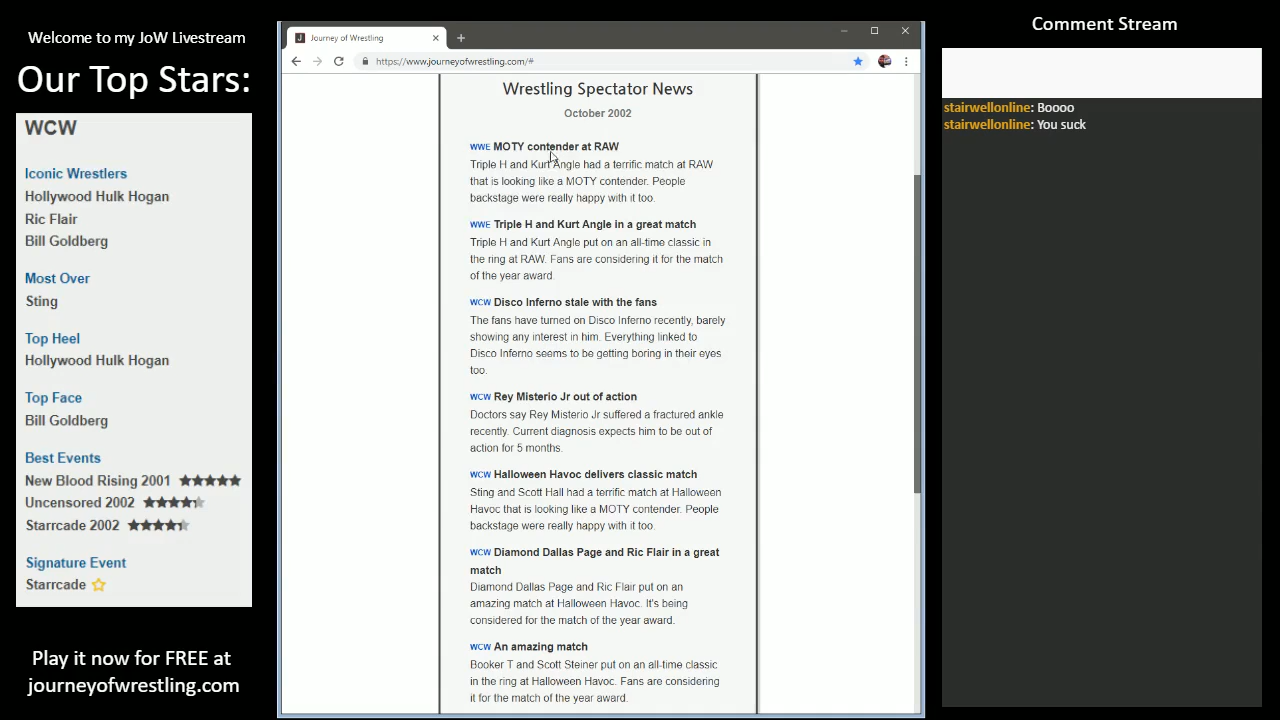 Welcome to my JoW Livestream
Our Top Stars:
WCW
Iconic Wrestlers
Hollywood Hulk Hogan
Ric Flair
Bill Goldberg
Most Over
Sting
Top Heel
Hollywood Hulk Hogan
Top Face
Bill Goldberg
Best Events
New Blood Rising 2001
Uncensored 2002
Starrcade 2002
Signature Event
Starrcade
Play it now for FREE at
journeyofwrestling.com
Journey of Wrestling
https://www.journeyofwrestling.com/#
Wrestling Spectator News
October 2002
WWE MOTY contender at RAW
Triple H and Kurt Angle had a terrific match at RAW
that is looking like a MOTY contender. People
backstage were really happy with it too.
WWE Triple H and Kurt Angle in a great match
Triple H and Kurt Angle put on an all-time classic in
the ring at RAW. Fans are considering it for the match
of the year award.
WCW Disco Inferno stale with the fans
The fans have turned on Disco Inferno recently, barely
showing any interest in him. Everything linked to
Disco Inferno seems to be getting boring in their eyes
too.
WCW Rey Misterio Jr out of action
Doctors say Rey Misterio Jr suffered a fractured ankle
recently. Current diagnosis expects him to be out of
action for 5 months.
WCW Halloween Havoc delivers classic match
Sting and Scott Hall had a terrific match at Halloween
Havoc that is looking like a MOTY contender. People
backstage were really happy with it too.
WCW Diamond Dallas Page and Ric Flair in a great
match
Diamond Dallas Page and Ric Flair put on an
amazing match at Halloween Havoc. It's being
considered for the match of the year award.
WCW An amazing match
Booker T and Scott Steiner put on an all-time classic
in the ring at Halloween Havoc. Fans are considering
it for the match of the year award.
Comment Stream
stairwellonline: Boooo
stairwellonline: You suck